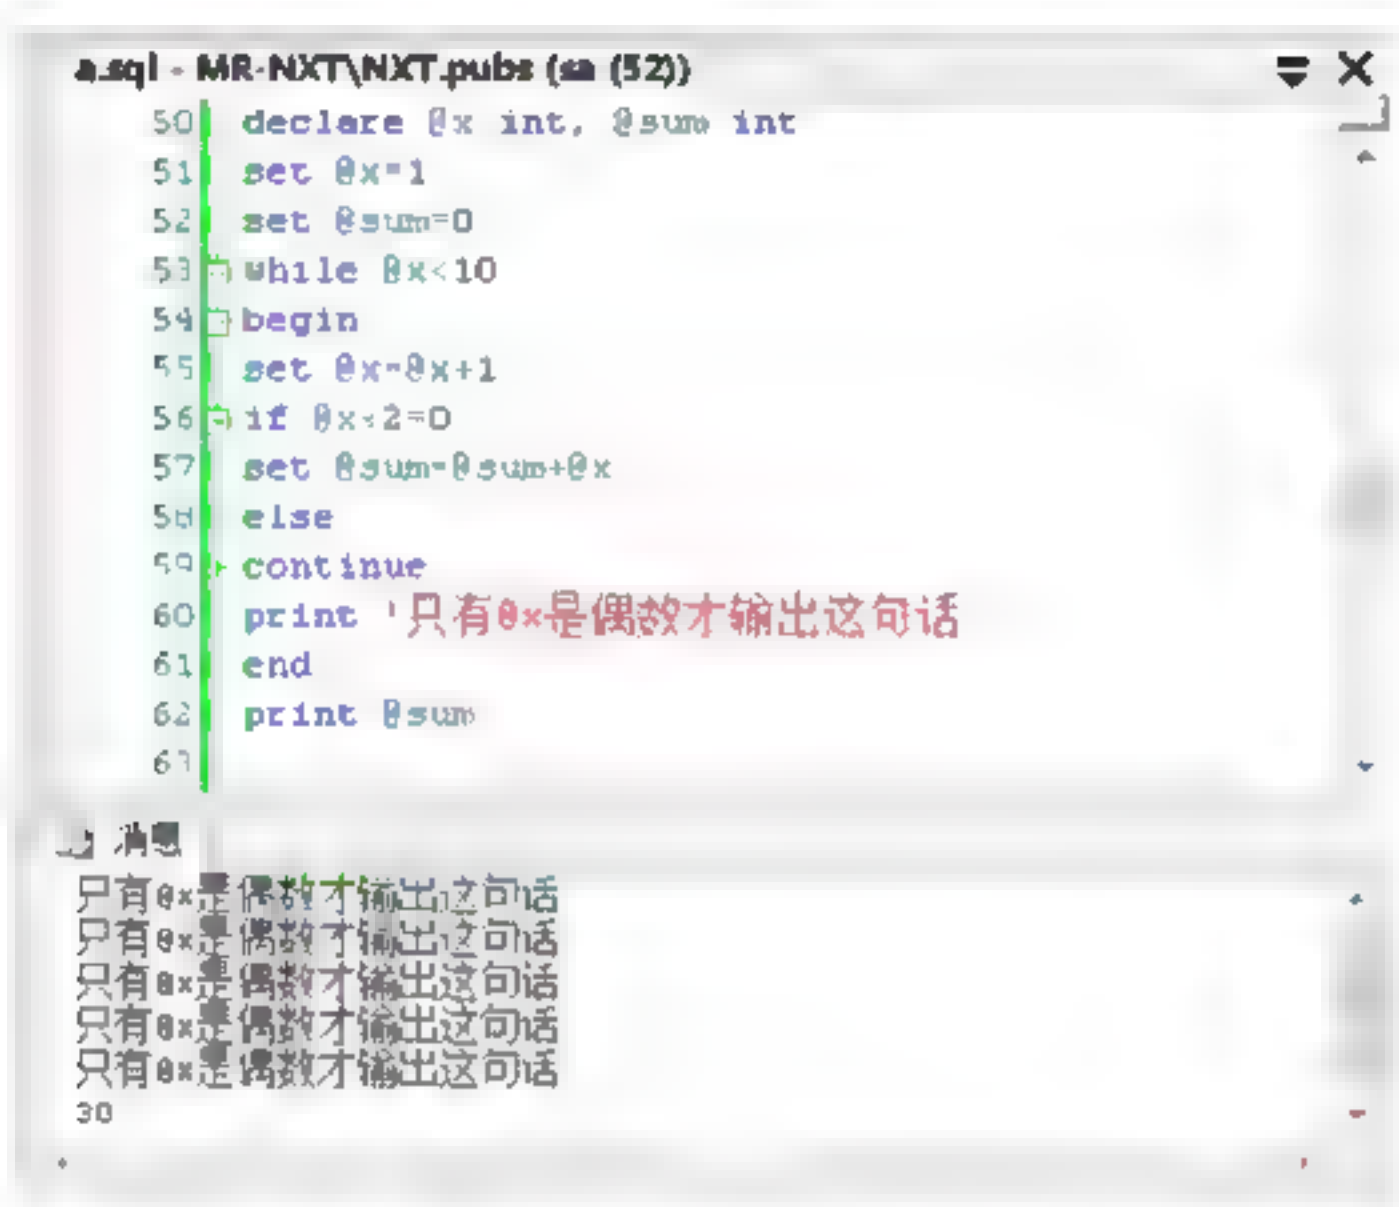 a.sql - MR-NXT\NXT.pubs (sa (52))
50 declare @x int, @sum int
51 set @x=1
52 set @sum=0
53 while @x<10
54 begin
55 set @x=@x+1
56 if @x%2=0
57 set @sum=@sum+@x
58 else
59 continue
60 print '只有@x是偶数才输出这句话
61 end
62 print @sum
63
消息
只有@x是偶数才输出这句话
只有@x是偶数才输出这句话
只有@x是偶数才输出这句话
只有@x是偶数才输出这句话
只有@x是偶数才输出这句话
30